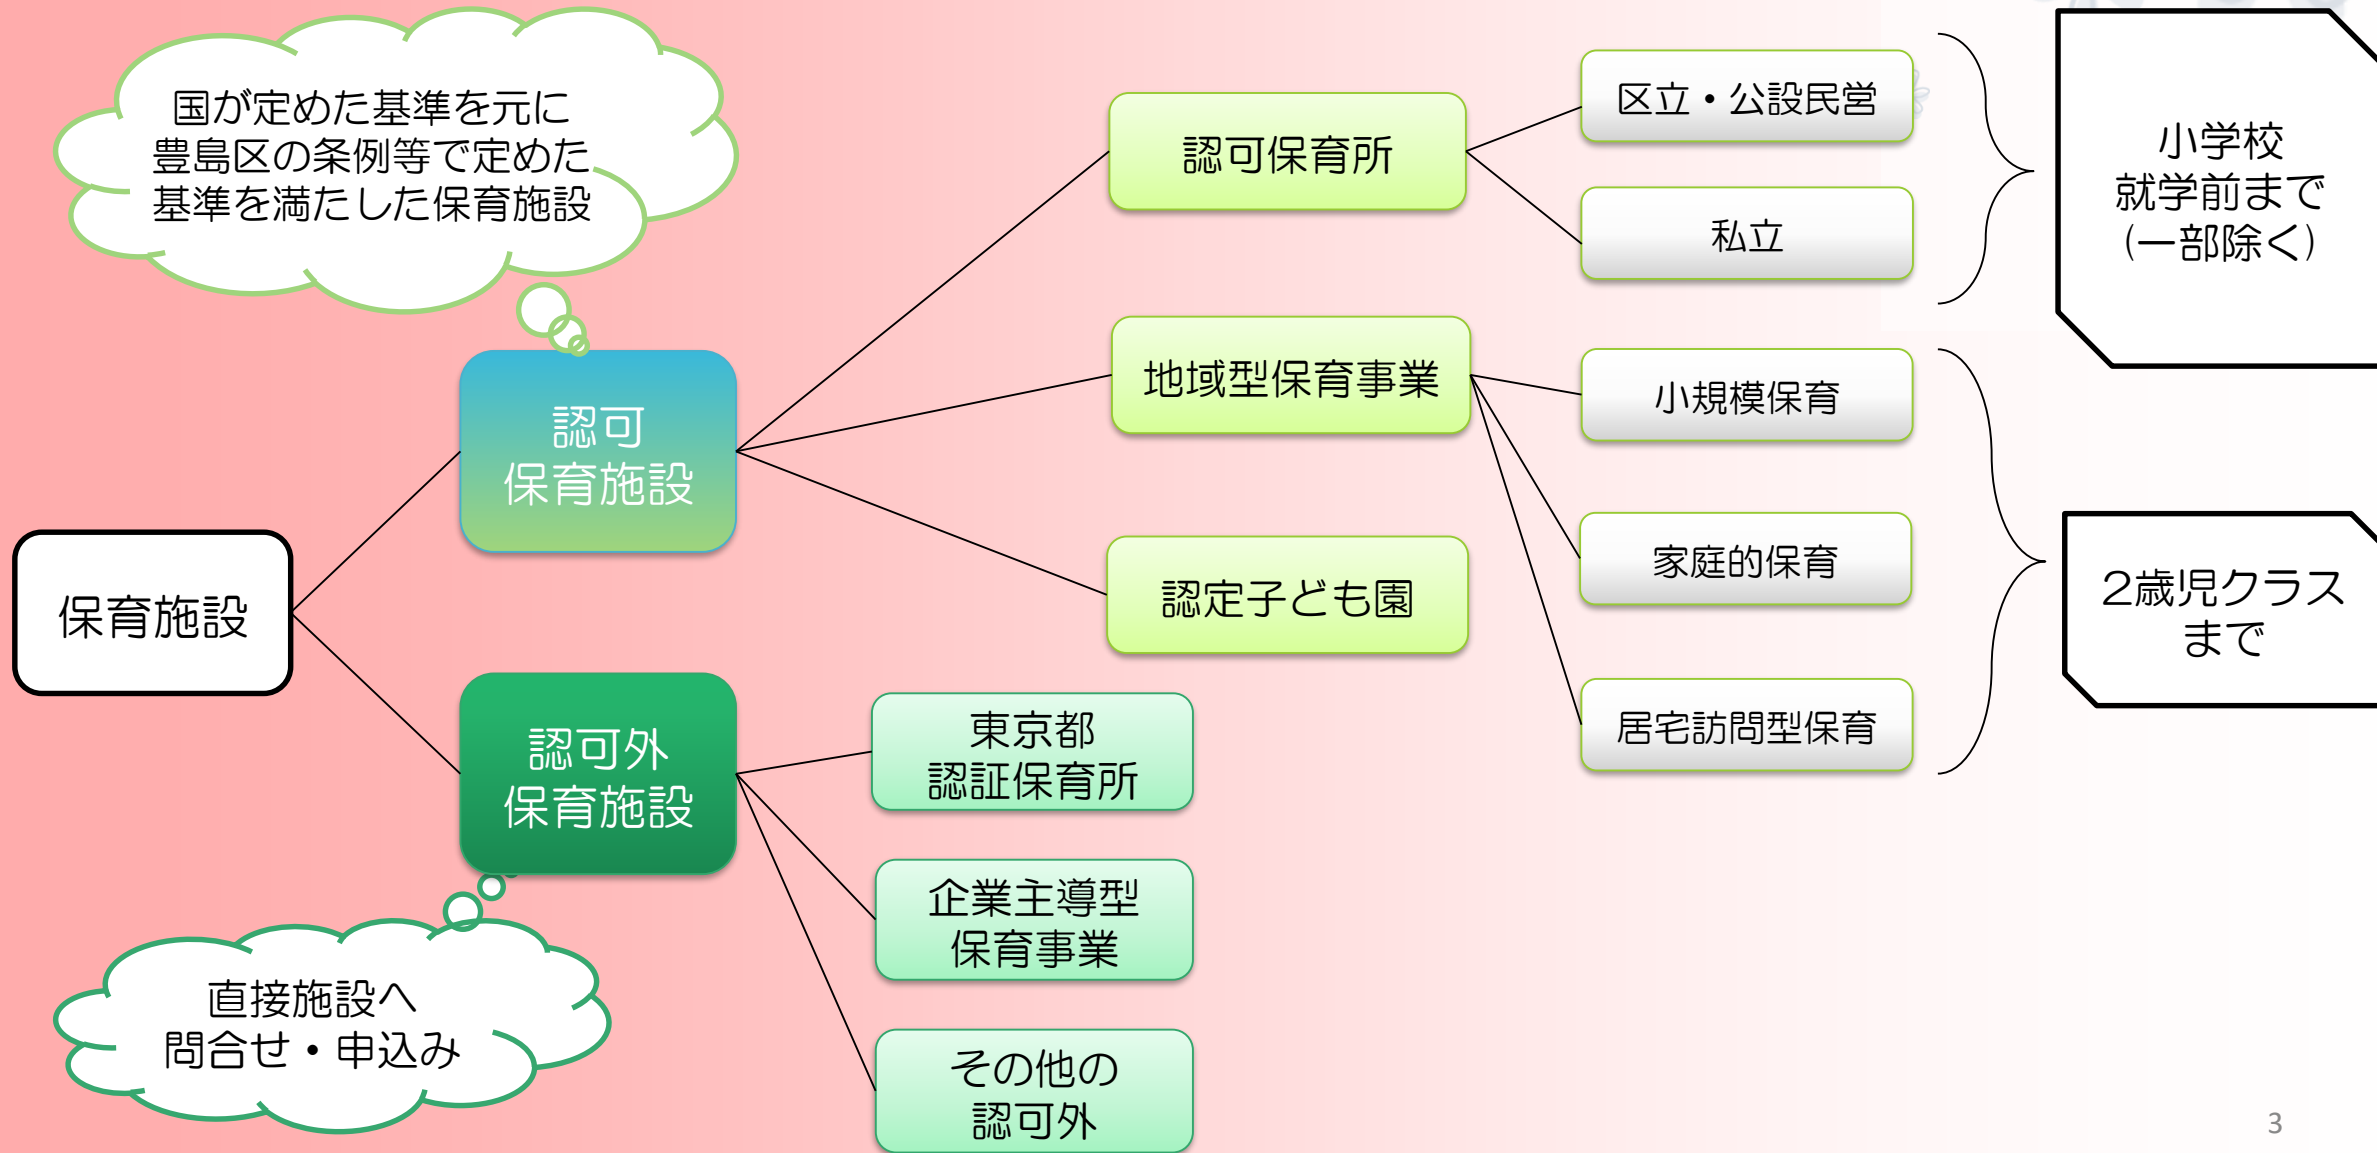 国が定めた基準を元に
豊島区の条例等で定めた
基準を満たした保育施設
保育施設
認可
保育施設
認可外
保育施設
直接施設へ
問合せ・申込み
認可保育所
地域型保育事業
認定子ども園
東京都
認証保育所
企業主導型
保育事業
その他の
認可外
区立・公設民営
私立
小規模保育
家庭的保育
居宅訪問型保育
小学校
就学前まで
(一部除く)
2歳児クラス
まで
3